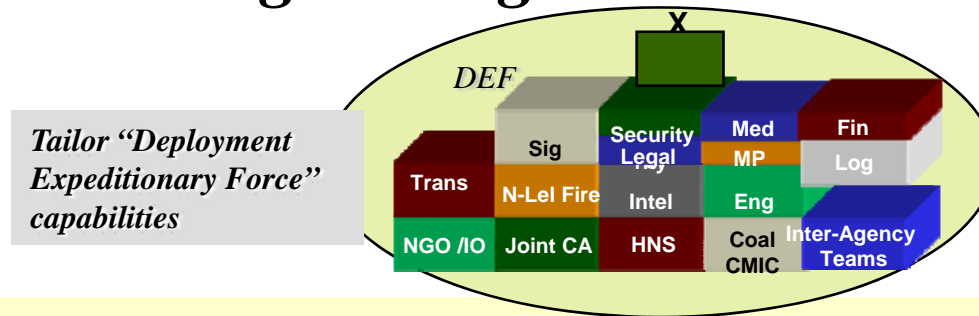 X
DEF
Tailor “Deployment
Expeditionary Force”
capabilities
Sig
Security
Legal
Med
MP
Fin
Log
Trans
N-Lel Fire
Intel
Eng
NGO /IO
Joint CA
HNS
Coal
CMIC
Inter-Agency
Teams